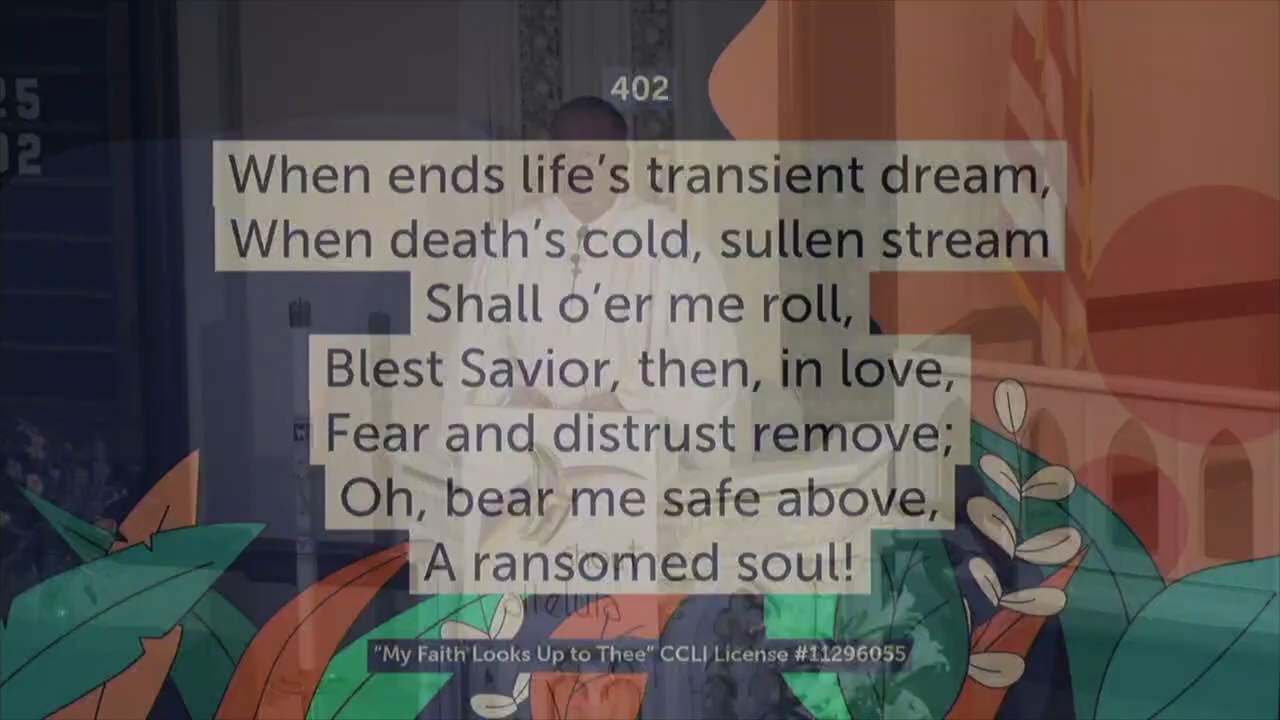 402
When ends life's transient dream,
When death's cold, sullen stream
Shall o'er me roll,
Blest Savior, then, in love,
Fear and distrust remove;
Oh, bear me safe above,
A ransomed soul!
"My Faith Looks Up to Thee" CCLI License #11296055